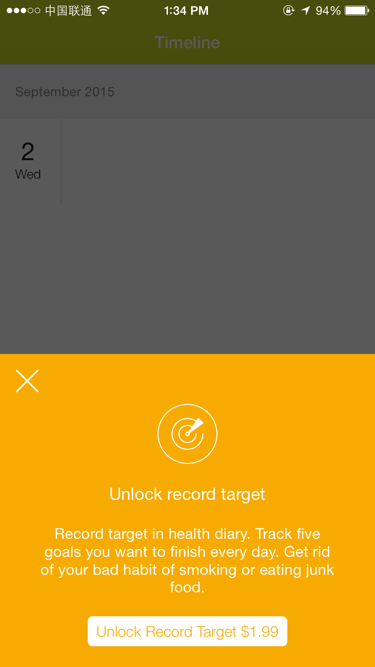 中国联通 1:34 PM 94%
Timeline
September 2015
2
Wed
Unlock record target
Record target in health diary. Track five
goals you want to finish every day. Get rid
of your bad habit of smoking or eating junk
food.
Unlock Record Target $1.99